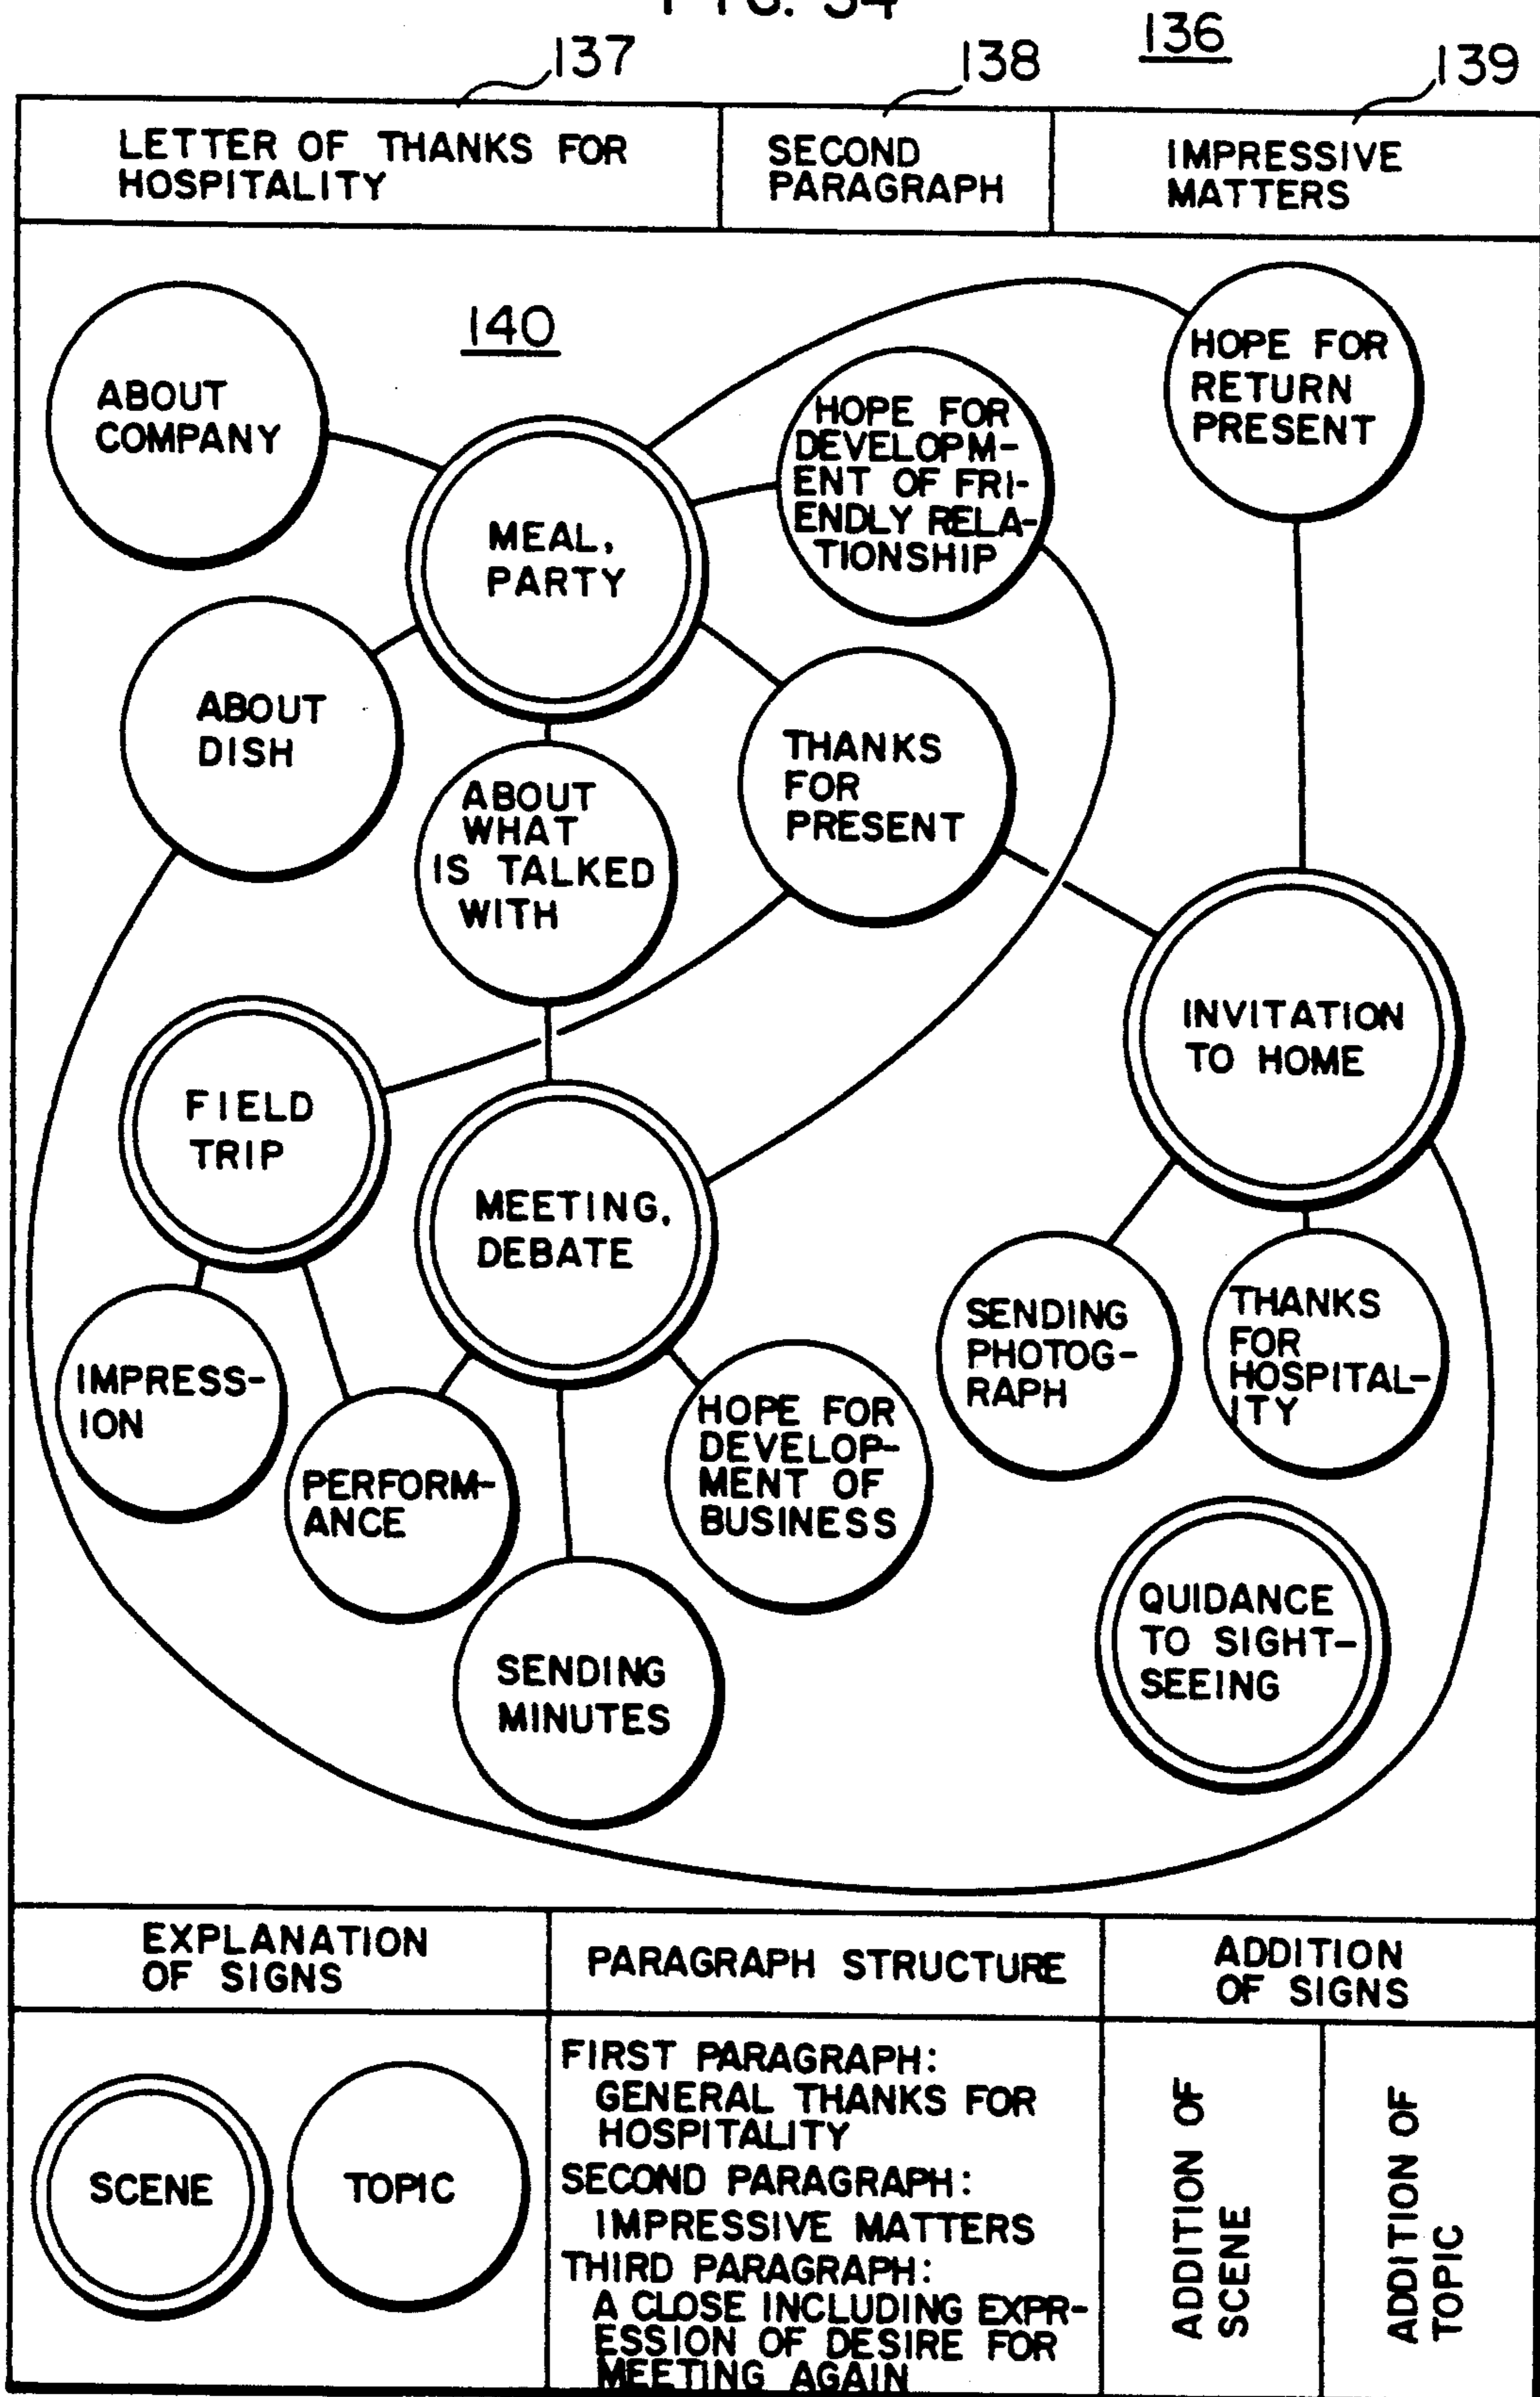 FIG. 34
136
137
138
139
LETTER OF THANKS FOR
HOSPITALITY
SECOND
PARAGRAPH
IMPRESSIVE
MATTERS
140
ABOUT
COMPANY
MEAL,
PARTY
HOPE FOR
DEVELOPM-
ENT OF FRI-
ENDLY RELA-
TIONSHIP
HOPE FOR
RETURN
PRESENT
ABOUT
DISH
ABOUT
WHAT
IS TALKED
WITH
THANKS
FOR
PRESENT
INVITATION
TO HOME
FIELD
TRIP
MEETING,
DEBATE
IMPRESS-
ION
PERFORM-
ANCE
SENDING
MINUTES
HOPE FOR
DEVELOP-
MENT OF
BUSINESS
SENDING
PHOTOG-
RAPH
THANKS
FOR
HOSPITAL-
ITY
QUIDANCE
TO SIGHT-
SEEING
EXPLANATION
OF SIGNS
PARAGRAPH STRUCTURE
ADDITION
OF SIGNS
SCENE
TOPIC
FIRST PARAGRAPH:
GENERAL THANKS FOR
HOSPITALITY
SECOND PARAGRAPH:
IMPRESSIVE MATTERS
THIRD PARAGRAPH:
A CLOSE INCLUDING EXPR-
ESSION OF DESIRE FOR
MEETING AGAIN
ADDITION OF
SCENE
ADDITION OF
TOPIC